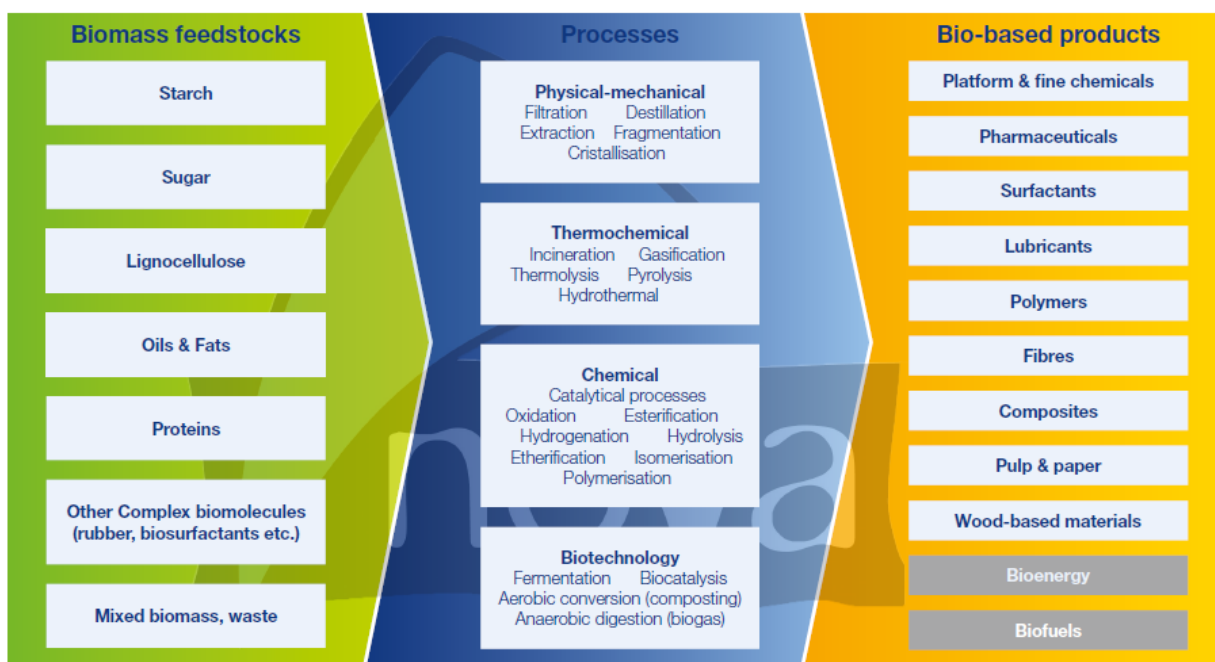 Biomass feedstocks
Starch
Sugar
Lignocellulose
Oils & Fats
Proteins
Other Complex biomolecules
(rubber, biosurfactants etc.)
Mixed biomass, waste
Processes
Physical-mechanical
Filtration Destillation
Extraction Fragmentation
Cristallisation
Thermochemical
Incineration Gasification
Thermolysis Pyrolysis
Hydrothermal
Chemical
Catalytical processes
Oxidation Esterification
Hydrogenation Hydrolysis
Etherification Isomerisation
Polymerisation
Biotechnology
Fermentation Biocatalysis
Aerobic conversion (composting)
Anaerobic digestion (biogas)
Bio-based products
Platform & fine chemicals
Pharmaceuticals
Surfactants
Lubricants
Polymers
Fibres
Composites
Pulp & paper
Wood-based materials
Bioenergy
Biofuels
nova